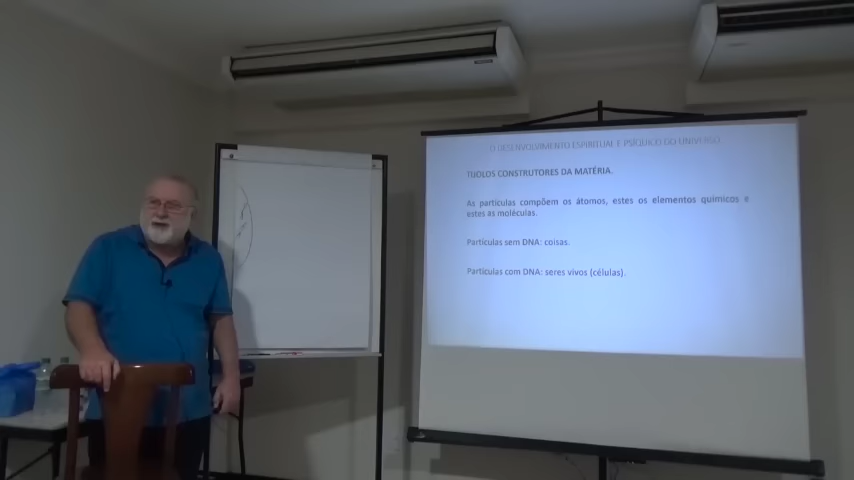 O DESENVOLVIMENTO ESPIRITUAL E PSÍQUICO DO UNIVERSO
TIJOLOS CONSTRUTORES DA MATÉRIA.
As partículas compõem os átomos, estes os elementos químicos e
estes as moléculas.
Partículas sem DNA: coisas.
Partículas com DNA: seres vivos (células).